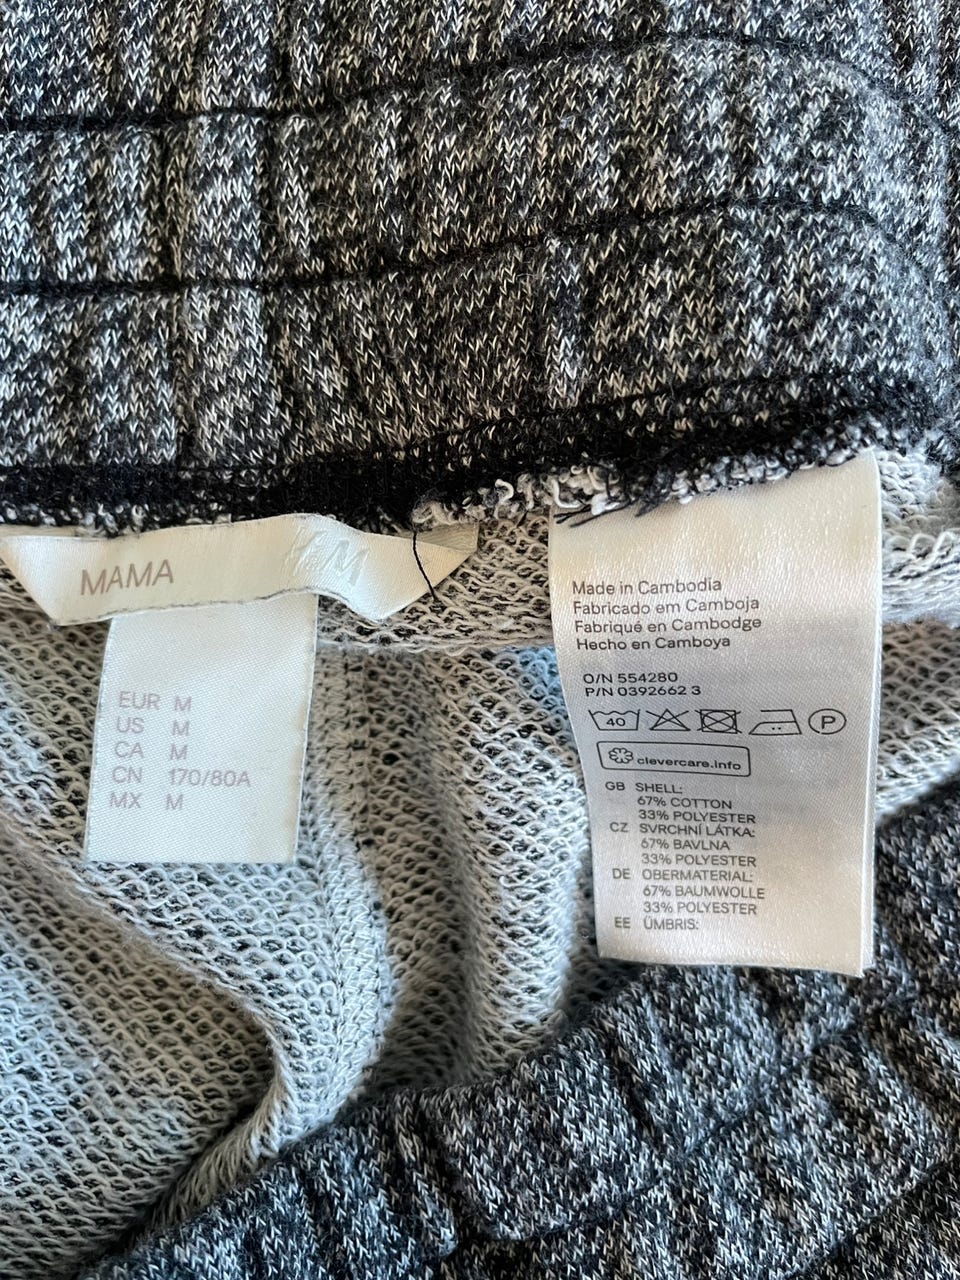 MAMA H&M
EUR M
US M
CA M
CN 170/80A
MX M
Made in Cambodia
Fabricado em Camboja
Fabriqué en Cambodge
Hecho en Camboya
O/N 554280
P/N 0392662 3
40 P
clevercare.info
GB SHELL:
67% COTTON
33% POLYESTER
CZ SVRCHNÍ LÁTKA:
67% BAVLNA
33% POLYESTER
DE OBERMATERIAL:
67% BAUMWOLLE
33% POLYESTER
EE ÜMBRIS: